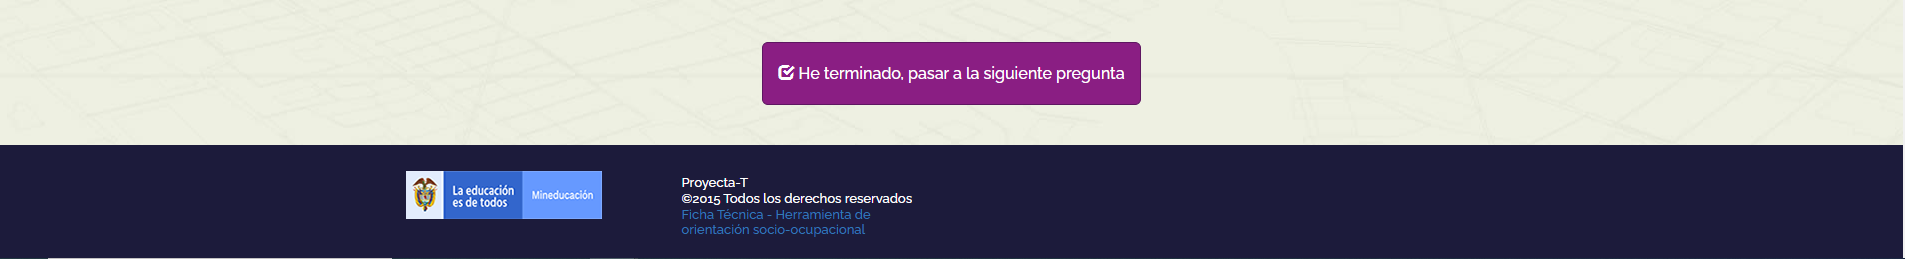 He terminado, pasar a la siguiente pregunta
La educación
es de todos
Mineducación
Proyecta-T
©2015 Todos los derechos reservados
Ficha Técnica - Herramienta de
orientación socio-ocupacional